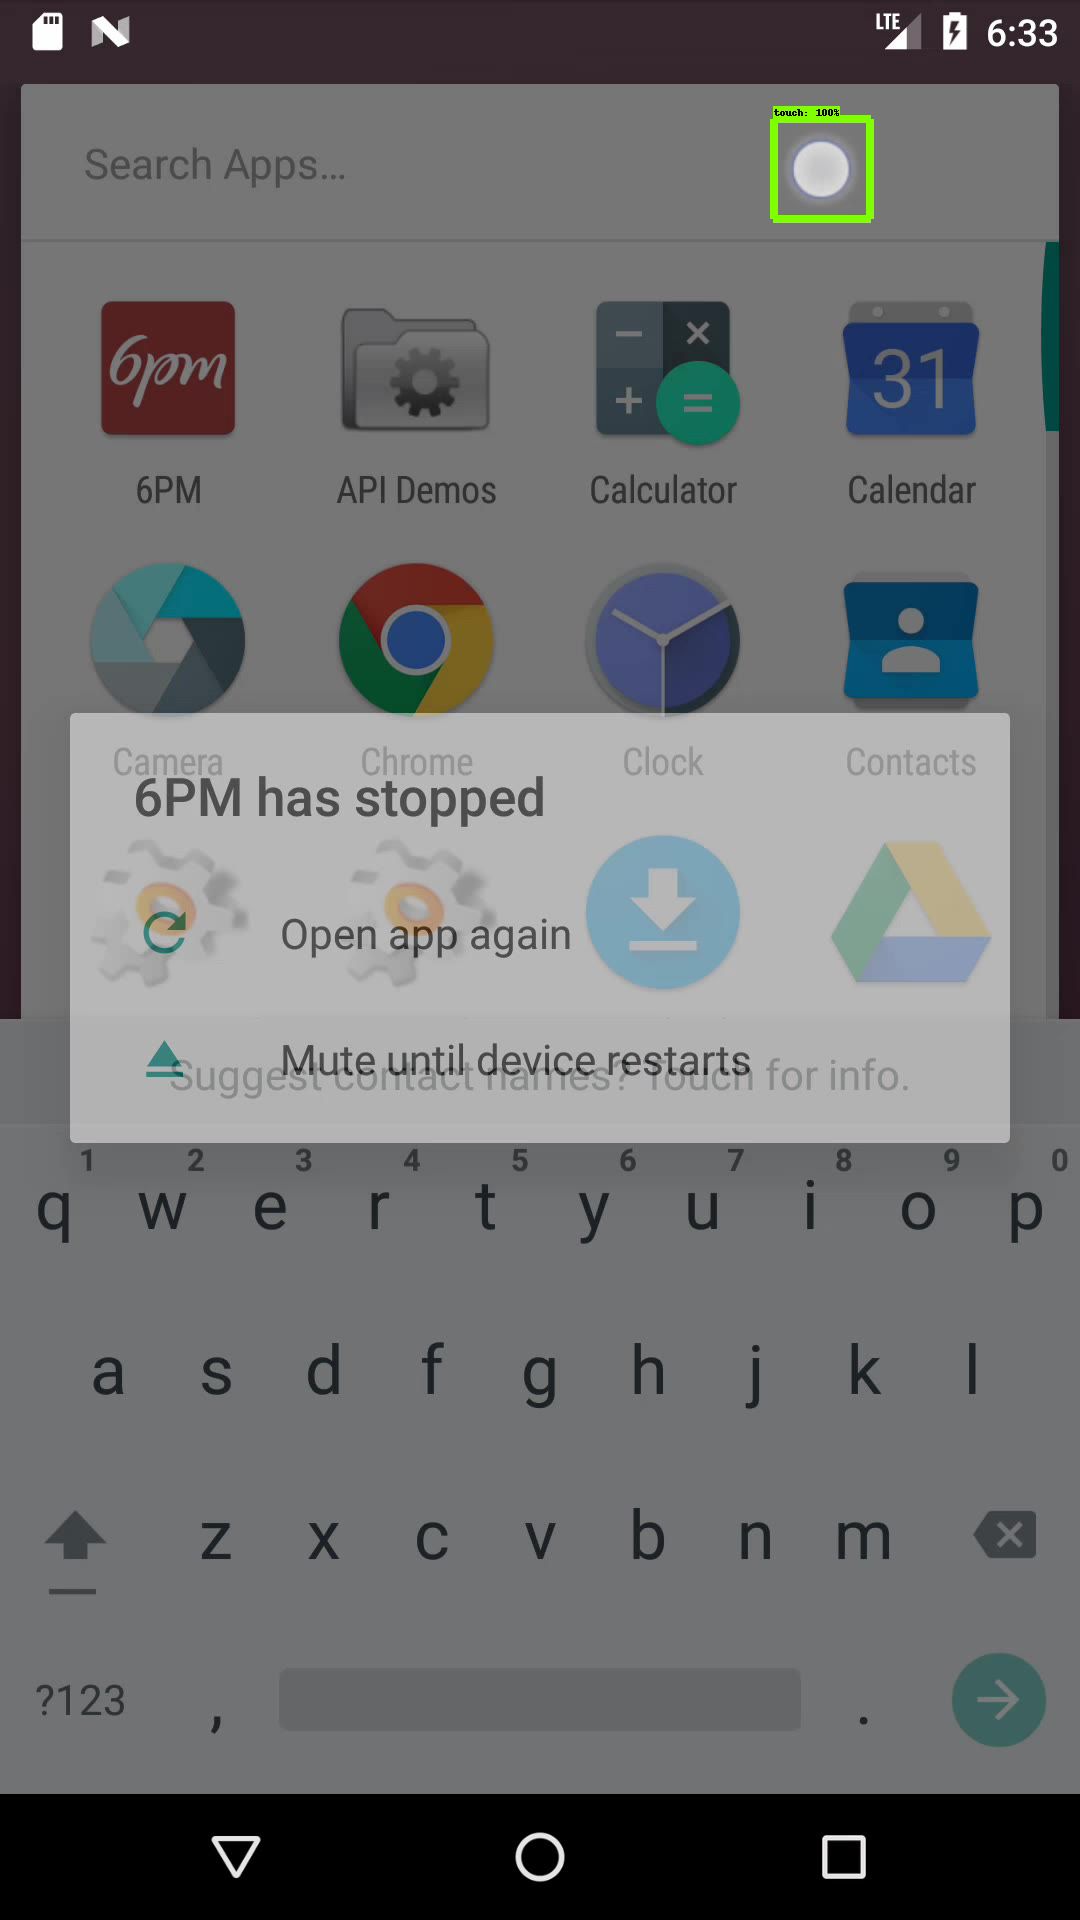 LTE 6:33
touch: 100%
Search Apps…
6pm 31
6PM API Demos Calculator Calendar
Camera Chrome Clock Contacts
6PM has stopped
Open app again
Mute until device restarts
Suggest contact names? Touch for info.
1 2 3 4 5 6 7 8 9 0
q w e r t y u i o p
a s d f g h j k l
z x c v b n m
?123 , .